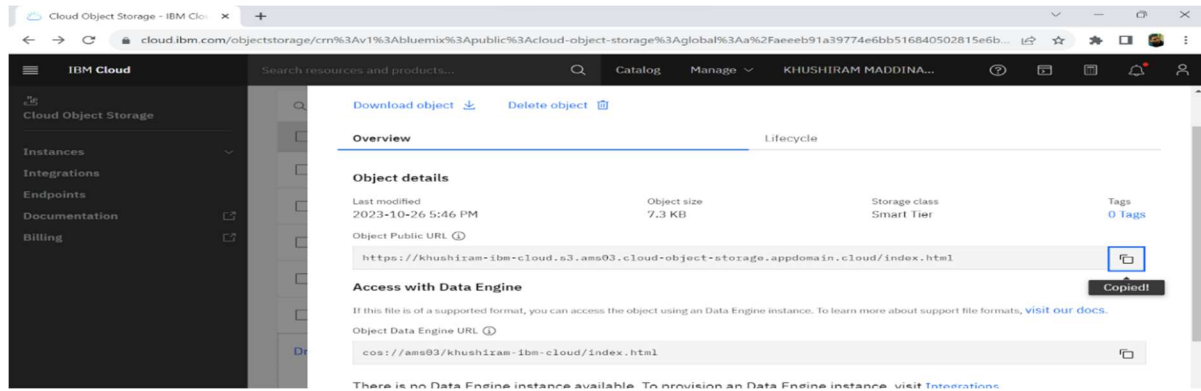 Cloud Object Storage - IBM Clo
cloud.ibm.com/objectstorage/crn%3Av1%3Abluemix%3Apublic%3Acloud-object-storage%3Aglobal%3Aa%2Faeeeb91a39774e6bb516840502815e6b...
IBM Cloud Search resources and products... Catalog Manage KHUSHIRAM MADDINA...
Cloud Object Storage
Instances
Integrations
Endpoints
Documentation
Billing
Download object Delete object
Overview Lifecycle
Object details
Last modified Object size Storage class Tags
2023-10-26 5:46 PM 7.3 KB Smart Tier 0 Tags
Object Public URL
https://khushiram-ibm-cloud.s3.ams03.cloud-object-storage.appdomain.cloud/index.html
Copied!
Access with Data Engine
If this file is of a supported format, you can access the object using an Data Engine instance. To learn more about support file formats, visit our docs.
Object Data Engine URL
Dr
cos://ams03/khushiram-ibm-cloud/index.html
There is no Data Engine instance available. To provision an Data Engine instance, visit Integrations